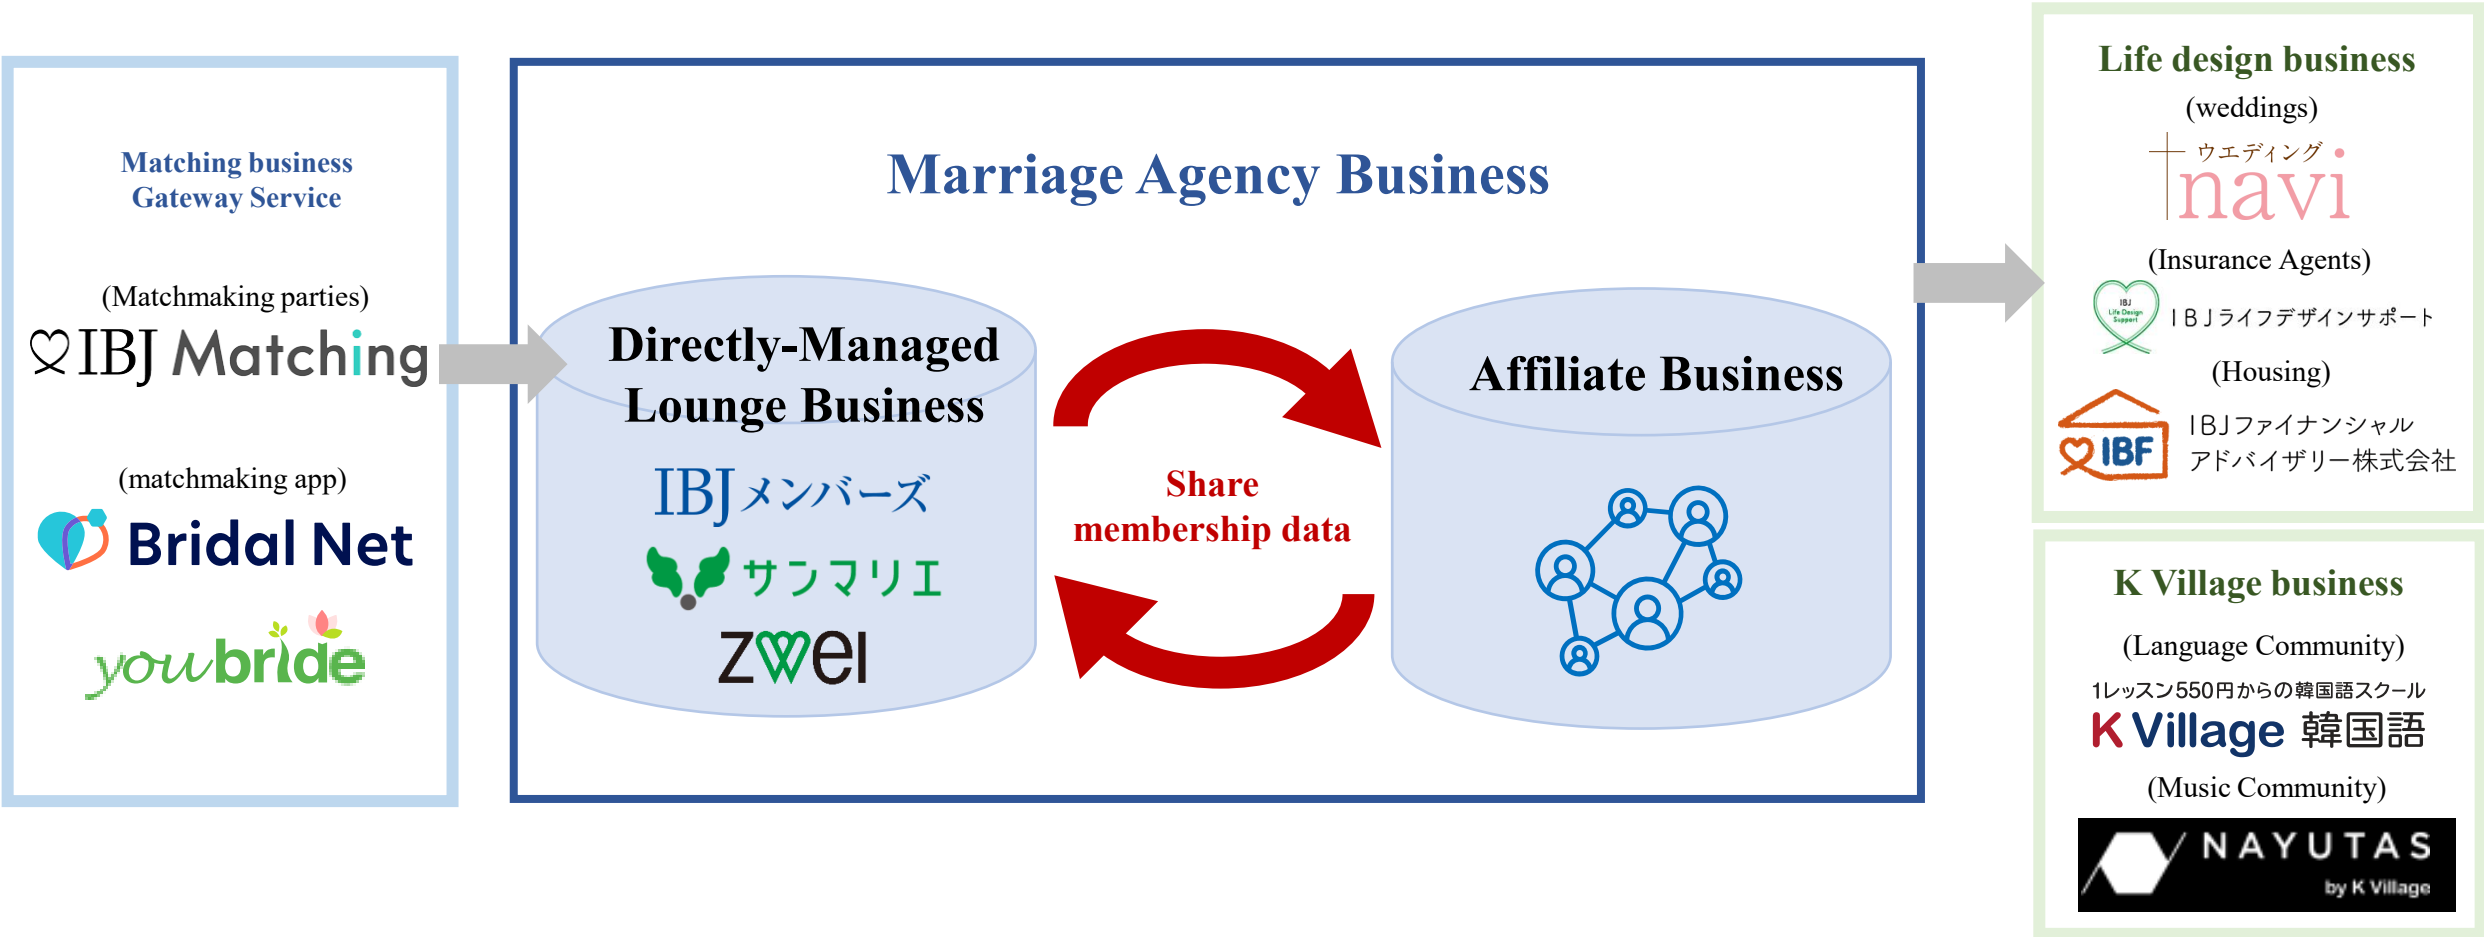 Matching business
Gateway Service
(Matchmaking parties)
IBJ Matching
(matchmaking app)
Bridal Net
youbride
Marriage Agency Business
Directly-Managed
Lounge Business
IBJメンバーズ
サンマリエ
zwei
Share
membership data
Affiliate Business
Life design business
(weddings)
ウエディング
navi
(Insurance Agents)
IBJ
Life Design
Support
IBJライフデザインサポート
(Housing)
IBF
IBJファイナンシャル
アドバイザリー株式会社
K Village business
(Language Community)
1レッスン550円からの韓国語スクール
K Village 韓国語
(Music Community)
NAYUTAS
by K Village